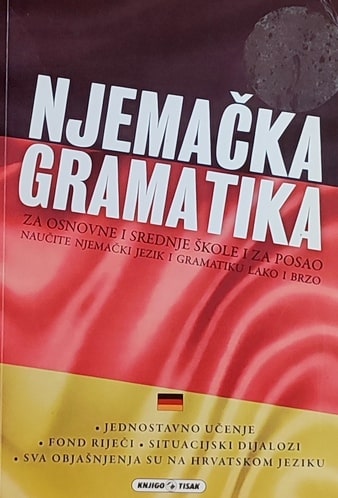 NJEMAČKA
GRAMATIKA
ZA OSNOVNE I SREDNJE ŠKOLE I ZA POSAO
NAUČITE NJEMAČKI JEZIK I GRAMATIKU LAKO I BRZO
• JEDNOSTAVNO UČENJE
• FOND RIJEČI • SITUACIJSKI DIJALOZI
• SVA OBJAŠNJENJA SU NA HRVATSKOM JEZIKU
KNJIGO TISAK